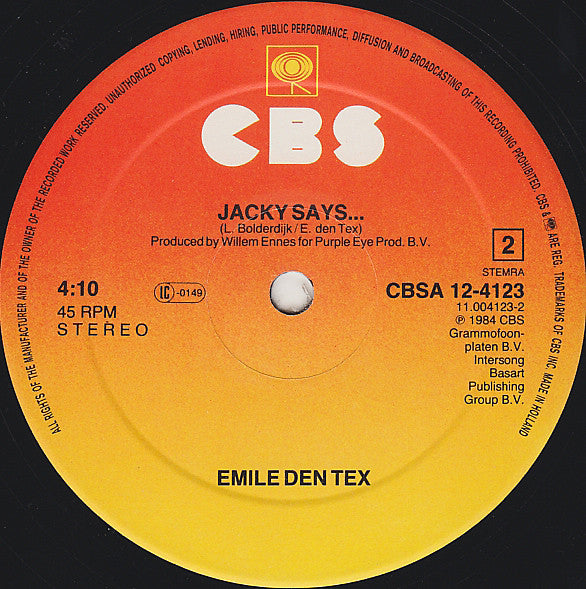 ALL RIGHTS OF THE MANUFACTURER AND OF THE OWNER OF THE RECORDED WORK RESERVED. UNAUTHORIZED COPYING, LENDING, HIRING, PUBLIC PERFORMANCE, DIFFUSION AND BROADCASTING OF THIS RECORDING PROHIBITED. CBS & ARE REG. TRADEMARKS OF CBS INC. MADE IN HOLLAND
CBS
JACKY SAYS...
(L. Bolderdijk/E. den Tex)
Produced by Willem Ennes for Purple Eye Prod. B.V.
2
STEMRA
4:10
LC-0149
CBSA 12-4123
45 RPM
STEREO
11.004123-2
℗ 1984 CBS
Grammofoon-
platen B.V.
Intersong
Basart
Publishing
Group B.V.
EMILE DEN TEX